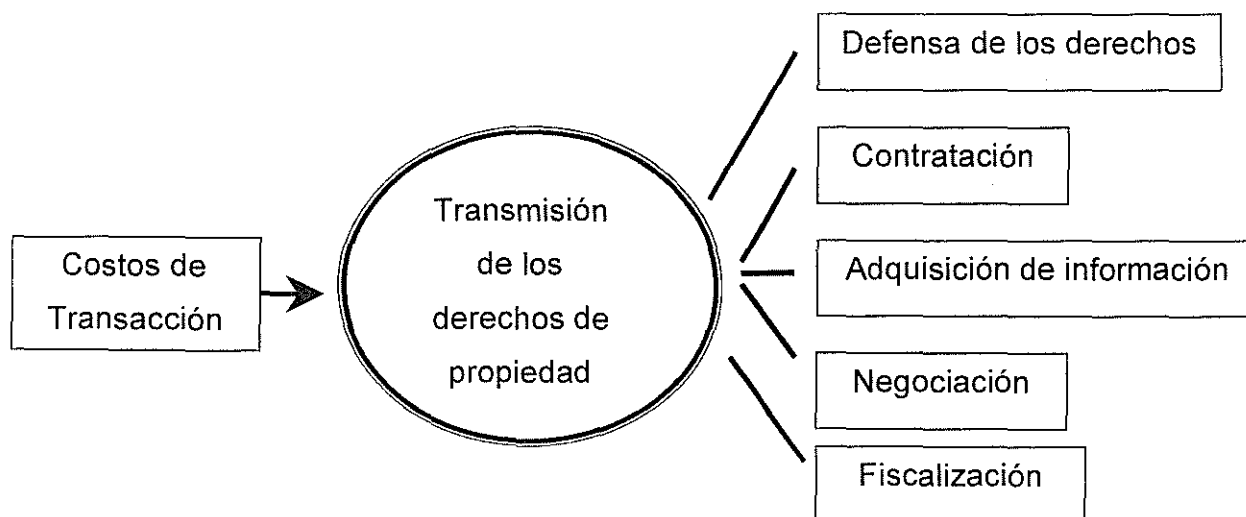 Costos de
Transacción
Transmisión
de los
derechos de
propiedad
Defensa de los derechos
Contratación
Adquisición de información
Negociación
Fiscalización